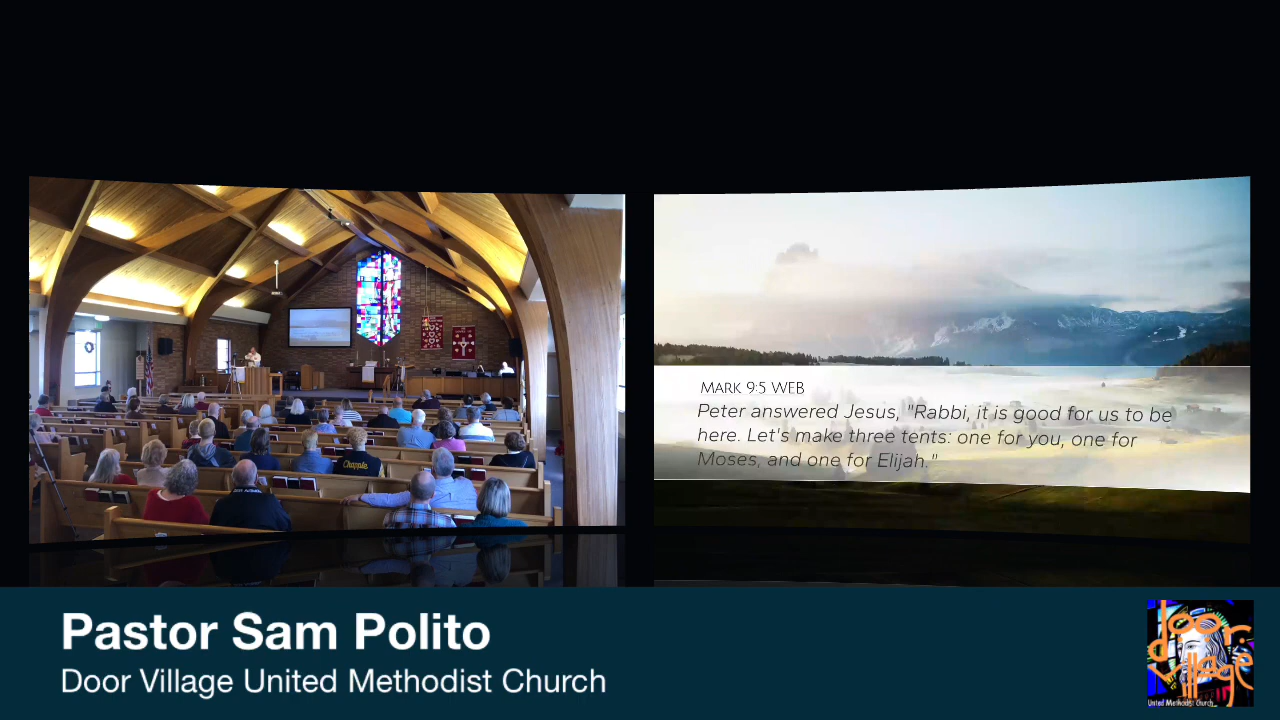 Chapple
MARK 9:5 WEB
Peter answered Jesus, "Rabbi, it is good for us to be
here. Let's make three tents: one for you, one for
Moses, and one for Elijah."
Pastor Sam Polito
Door Village United Methodist Church
door
village
United Methodist Church